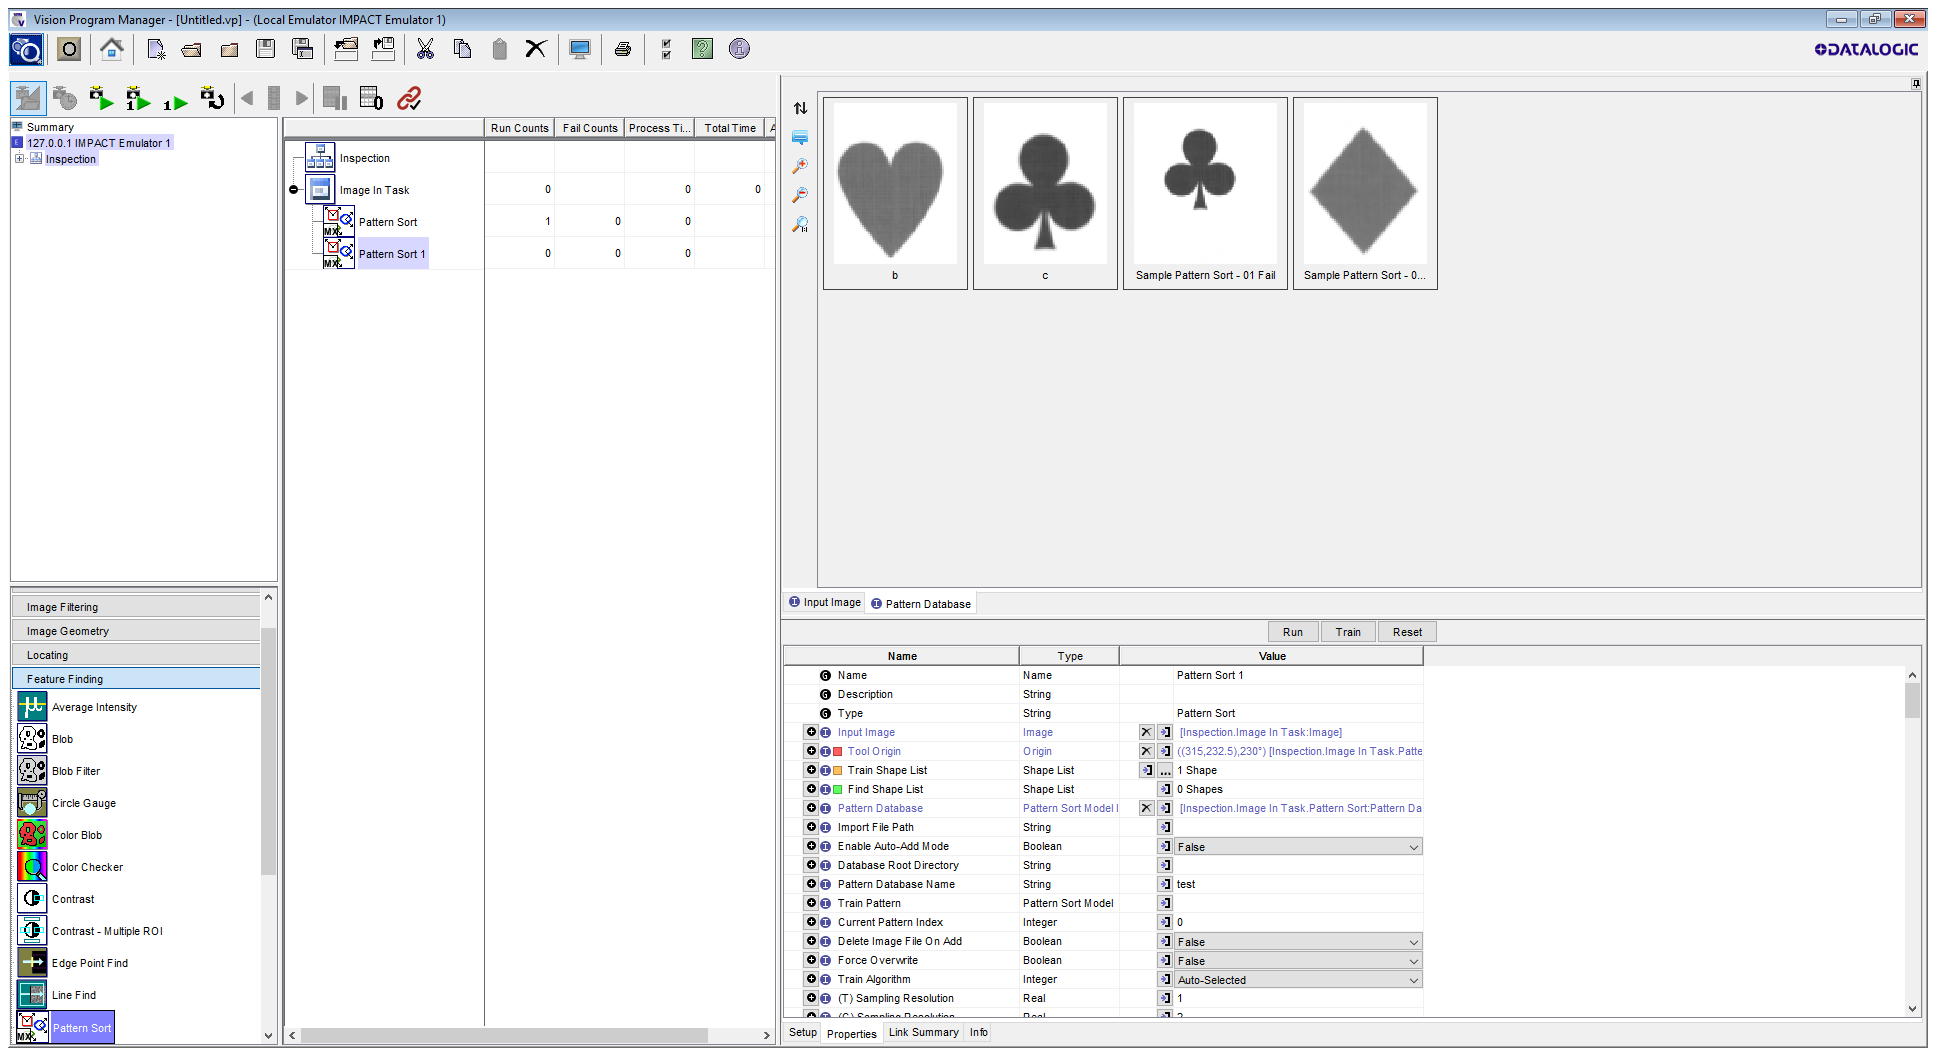 Vision Program Manager - [Untitled.vp] - (Local Emulator IMPACT Emulator 1)
DATALOGIC
Summary
127.0.0.1 IMPACT Emulator 1
Inspection
Run Counts Fail Counts Process Ti... Total Time A
Inspection
Image In Task 0 0 0
Pattern Sort 1 0 0
Pattern Sort 1 0 0 0
b
c
Sample Pattern Sort - 01 Fail
Sample Pattern Sort - 0...
Image Filtering
Image Geometry
Locating
Feature Finding
Average Intensity
Blob
Blob Filter
Circle Gauge
Color Blob
Color Checker
Contrast
Contrast - Multiple ROI
Edge Point Find
Line Find
Pattern Sort
Input Image Pattern Database
Run Train Reset
Name Type Value
Name Name Pattern Sort 1
Description String
Type String Pattern Sort
Input Image Image [Inspection.Image In Task:Image]
Tool Origin Origin ((315,232.5),230°) [Inspection.Image In Task.Patte
Train Shape List Shape List ... 1 Shape
Find Shape List Shape List 0 Shapes
Pattern Database Pattern Sort Model l [Inspection.Image In Task.Pattern Sort:Pattern Da
Import File Path String
Enable Auto-Add Mode Boolean False
Database Root Directory String
Pattern Database Name String test
Train Pattern Pattern Sort Model
Current Pattern Index Integer 0
Delete Image File On Add Boolean False
Force Overwrite Boolean False
Train Algorithm Integer Auto-Selected
(T) Sampling Resolution Real 1
Setup Properties Link Summary Info